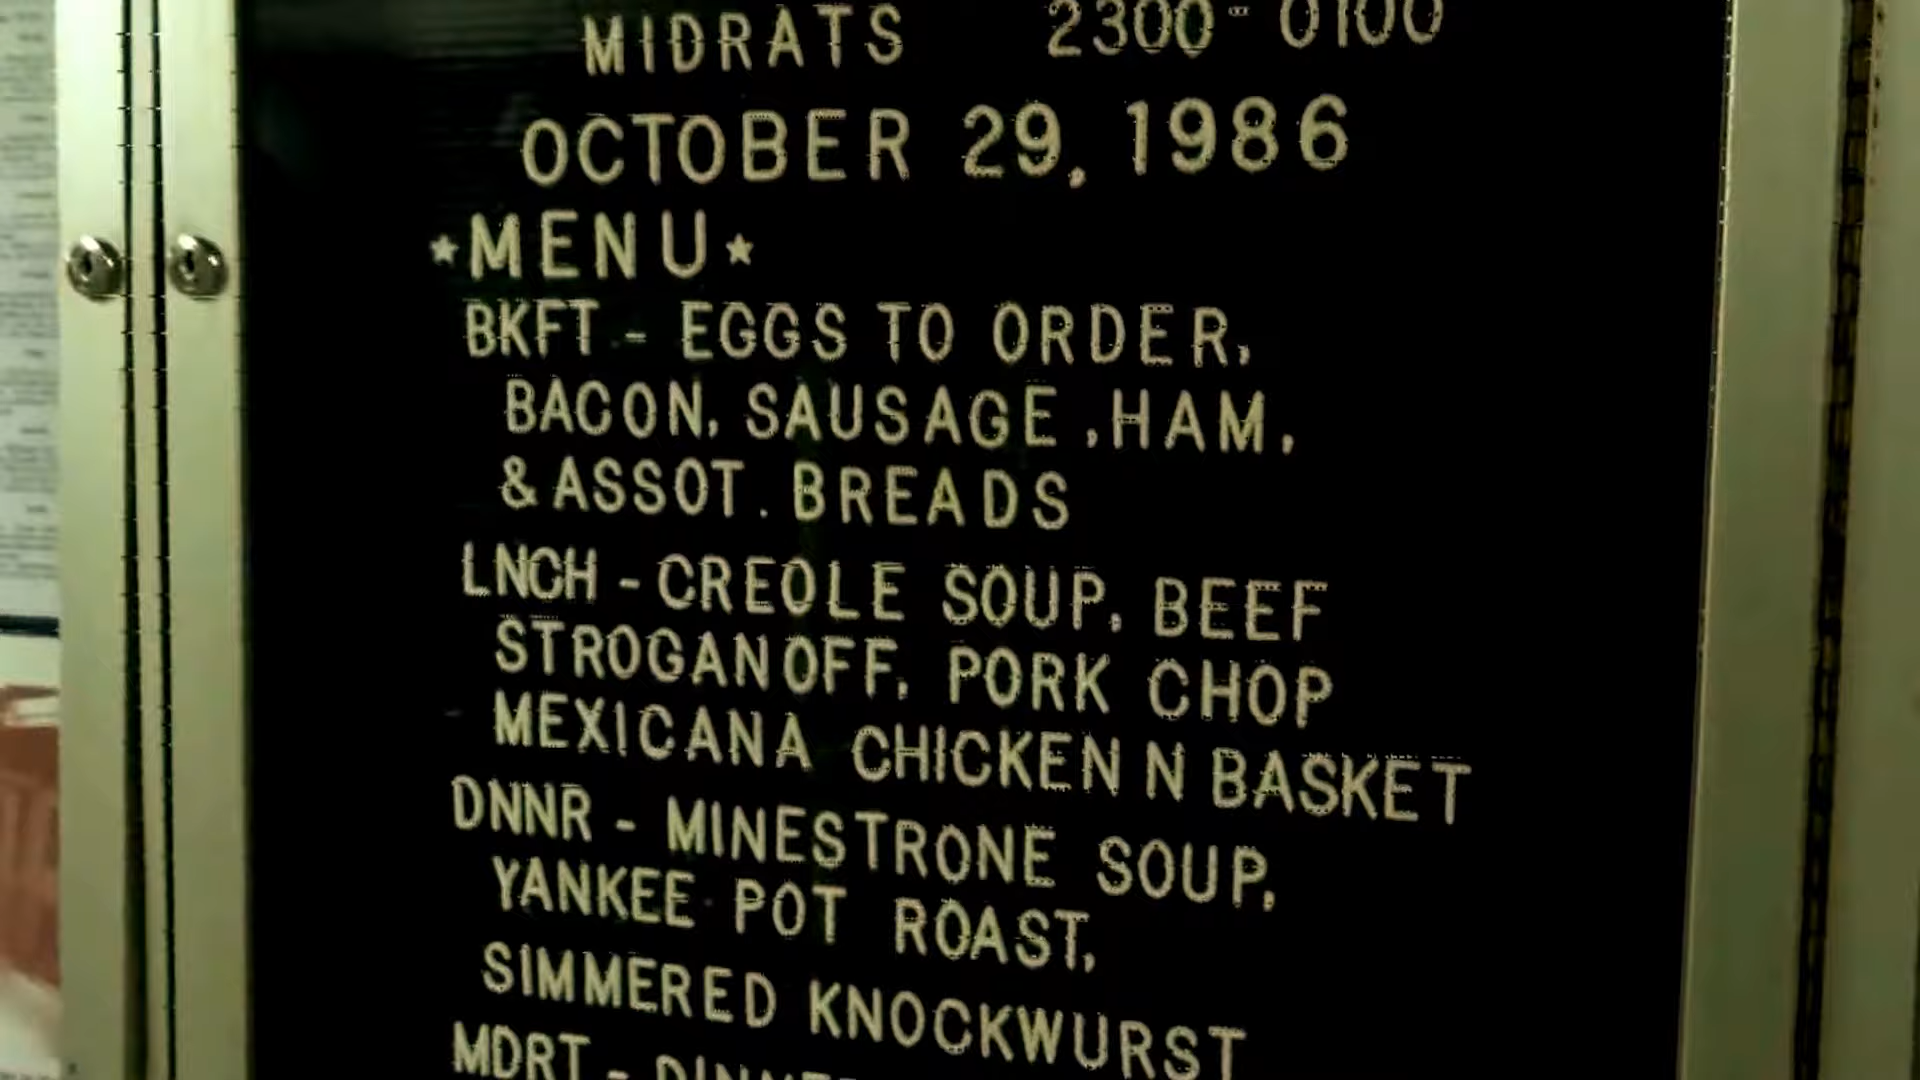 MIDRATS 2300-0100
OCTOBER 29, 1986
★MENU★
BKFT - EGGS TO ORDER,
BACON, SAUSAGE ,HAM,
& ASSOT. BREADS
LNCH - CREOLE SOUP, BEEF
STROGANOFF, PORK CHOP
MEXICANA CHICKEN N BASKET
DNNR - MINESTRONE SOUP,
YANKEE POT ROAST,
SIMMERED KNOCKWURST
MDRT -